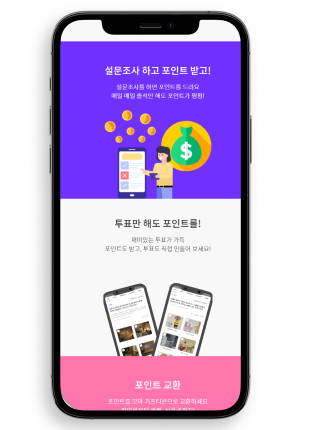 설문조사 하고 포인트 받고!
설문조사를 하면 포인트를 드려요
매일 매일 출석만 해도 포인트가 펑펑!
투표만 해도 포인트를!
재미있는 투표가 가득
포인트도 받고, 투표도 직접 만들어 보세요!
포인트 교환
포인트를 모아 기프티콘으로 교환하세요